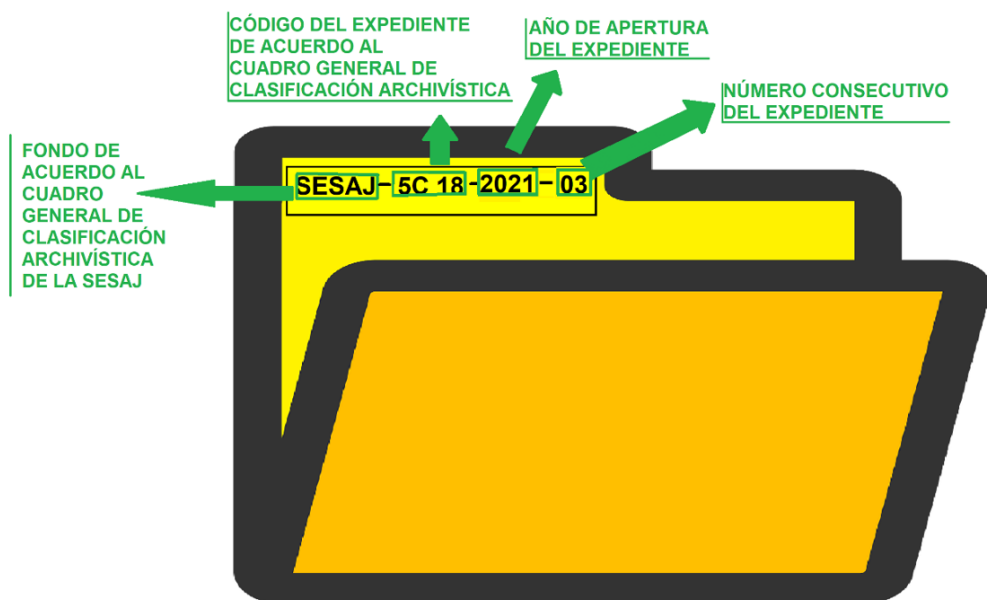 CÓDIGO DEL EXPEDIENTE
DE ACUERDO AL
CUADRO GENERAL DE
CLASIFICACIÓN ARCHIVÍSTICA
AÑO DE APERTURA
DEL EXPEDIENTE
NÚMERO CONSECUTIVO
DEL EXPEDIENTE
FONDO DE
ACUERDO AL
CUADRO
GENERAL DE
CLASIFICACIÓN
ARCHIVÍSTICA
DE LA SESAJ
SESAJ-5C 18-2021-03